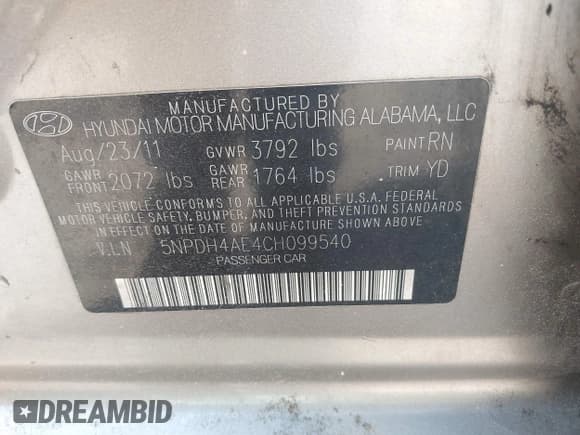 MANUFACTURED BY
HYUNDAI MOTOR MANUFACTURING ALABAMA, LLC
Aug/23/11 GVWR 3792 lbs PAINT RN
GAWR FRONT 2072 lbs GAWR REAR 1764 lbs TRIM YD
THIS VEHICLE CONFORMS TO ALL APPLICABLE U.S.A. FEDERAL
MOTOR VEHICLE SAFETY, BUMPER, AND THEFT PREVENTION STANDARDS
IN EFFECT ON THE DATE OF MANUFACTURE SHOWN ABOVE.
V.I.N 5NPDH4AE4CH099540
PASSENGER CAR
DREAMBID